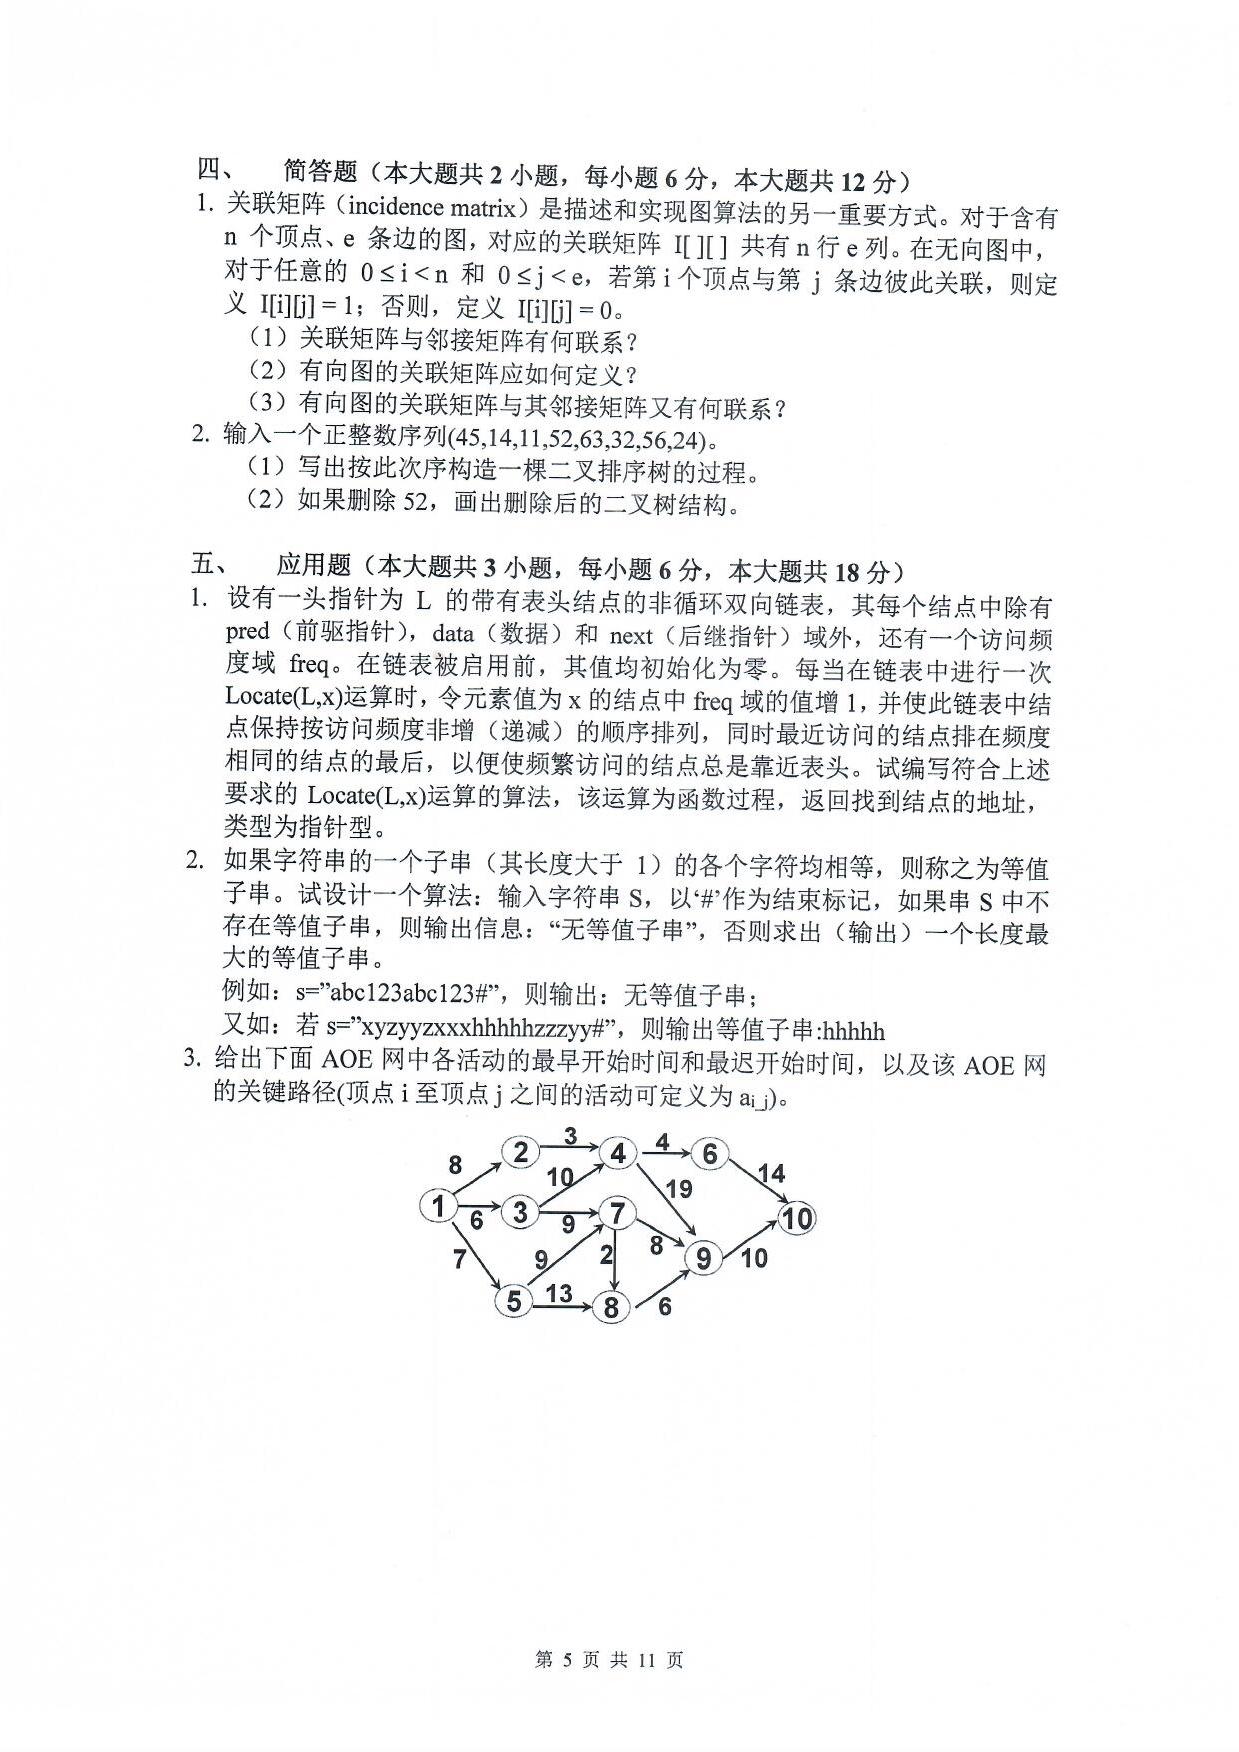 四、 简答题（本大题共 2 小题，每小题 6 分，本大题共 12 分）
1. 关联矩阵（incidence matrix）是描述和实现图算法的另一重要方式。对于含有
n 个顶点、e 条边的图，对应的关联矩阵 I[ ][ ] 共有 n 行 e 列。在无向图中，
对于任意的 0 ≤ i < n 和 0 ≤ j < e，若第 i 个顶点与第 j 条边彼此关联，则定
义 I[i][j] = 1；否则，定义 I[i][j] = 0。
（1）关联矩阵与邻接矩阵有何联系？
（2）有向图的关联矩阵应如何定义？
（3）有向图的关联矩阵与其邻接矩阵又有何联系？
2. 输入一个正整数序列(45,14,11,52,63,32,56,24)。
（1）写出按此次序构造一棵二叉排序树的过程。
（2）如果删除 52，画出删除后的二叉树结构。
五、 应用题（本大题共 3 小题，每小题 6 分，本大题共 18 分）
1. 设有一头指针为 L 的带有表头结点的非循环双向链表，其每个结点中除有
pred（前驱指针），data（数据）和 next（后继指针）域外，还有一个访问频
度域 freq。在链表被启用前，其值均初始化为零。每当在链表中进行一次
Locate(L,x)运算时，令元素值为 x 的结点中 freq 域的值增 1，并使此链表中结
点保持按访问频度非增（递减）的顺序排列，同时最近访问的结点排在频度
相同的结点的最后，以便使频繁访问的结点总是靠近表头。试编写符合上述
要求的 Locate(L,x)运算的算法，该运算为函数过程，返回找到结点的地址，
类型为指针型。
2. 如果字符串的一个子串（其长度大于 1）的各个字符均相等，则称之为等值
子串。试设计一个算法：输入字符串 S，以‘#’作为结束标记，如果串 S 中不
存在等值子串，则输出信息：“无等值子串”，否则求出（输出）一个长度最
大的等值子串。
例如：s=”abc123abc123#”，则输出：无等值子串；
又如：若 s=”xyzyyzxxxhhhhhzzzyy#”，则输出等值子串:hhhhh
3. 给出下面 AOE 网中各活动的最早开始时间和最迟开始时间，以及该 AOE 网
的关键路径(顶点 i 至顶点 j 之间的活动可定义为 ai_j)。
2 3 4 4 6
8 10 19 14
1 6 3 9 7 10
7 9 2 8 9 10
5 13 8 6
第 5 页 共 11 页